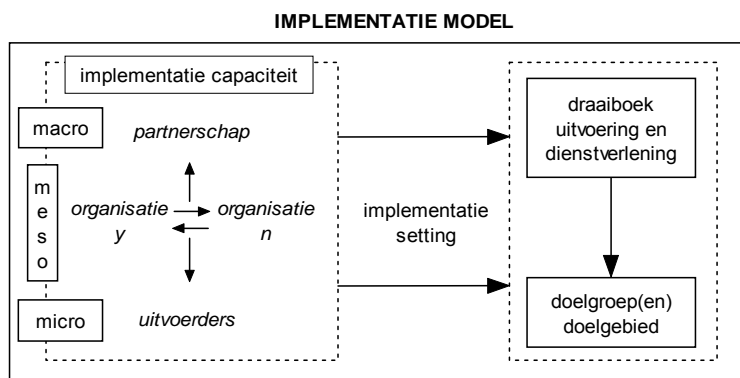 IMPLEMENTATIE MODEL
implementatie capaciteit
macro
partnerschap
meso
organisatie
y
organisatie
n
micro
uitvoerders
implementatie
setting
draaiboek
uitvoering en
dienstverlening
doelgroep(en)
doelgebied